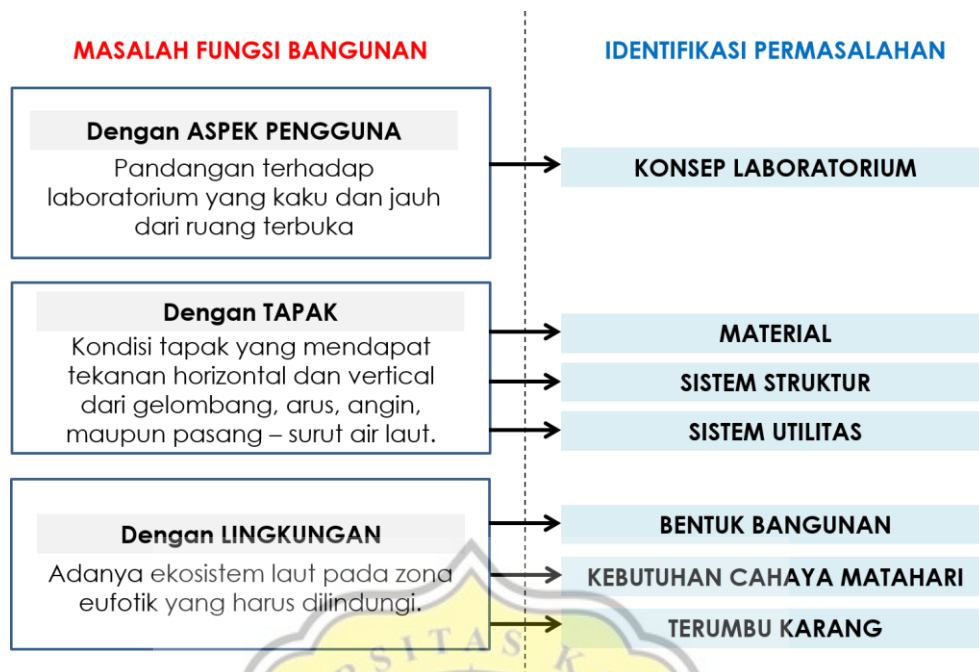 MASALAH FUNGSI BANGUNAN
IDENTIFIKASI PERMASALAHAN
Dengan ASPEK PENGGUNA
Pandangan terhadap
laboratorium yang kaku dan jauh
dari ruang terbuka
KONSEP LABORATORIUM
Dengan TAPAK
Kondisi tapak yang mendapat
tekanan horizontal dan vertical
dari gelombang, arus, angin,
maupun pasang – surut air laut.
MATERIAL
SISTEM STRUKTUR
SISTEM UTILITAS
Dengan LINGKUNGAN
Adanya ekosistem laut pada zona
eufotik yang harus dilindungi.
BENTUK BANGUNAN
KEBUTUHAN CAHAYA MATAHARI
TERUMBU KARANG